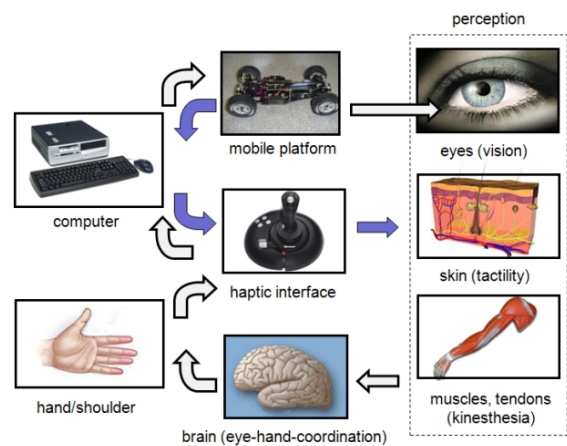 perception
mobile platform
eyes (vision)
computer
haptic interface
skin (tactility)
hand/shoulder
muscles, tendons
(kinesthesia)
brain (eye-hand-coordination)